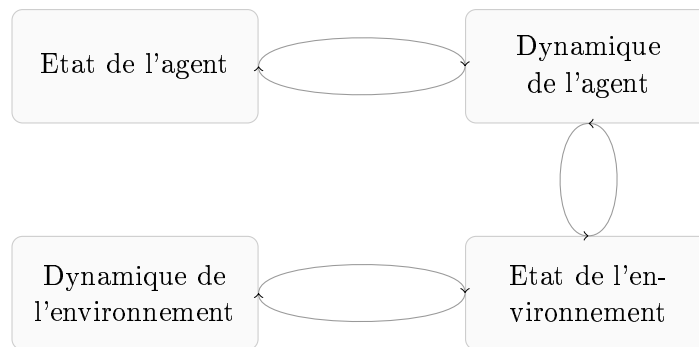 Etat de l'agent
Dynamique
de l'agent
Dynamique de
l'environnement
Etat de l'en-
vironnement